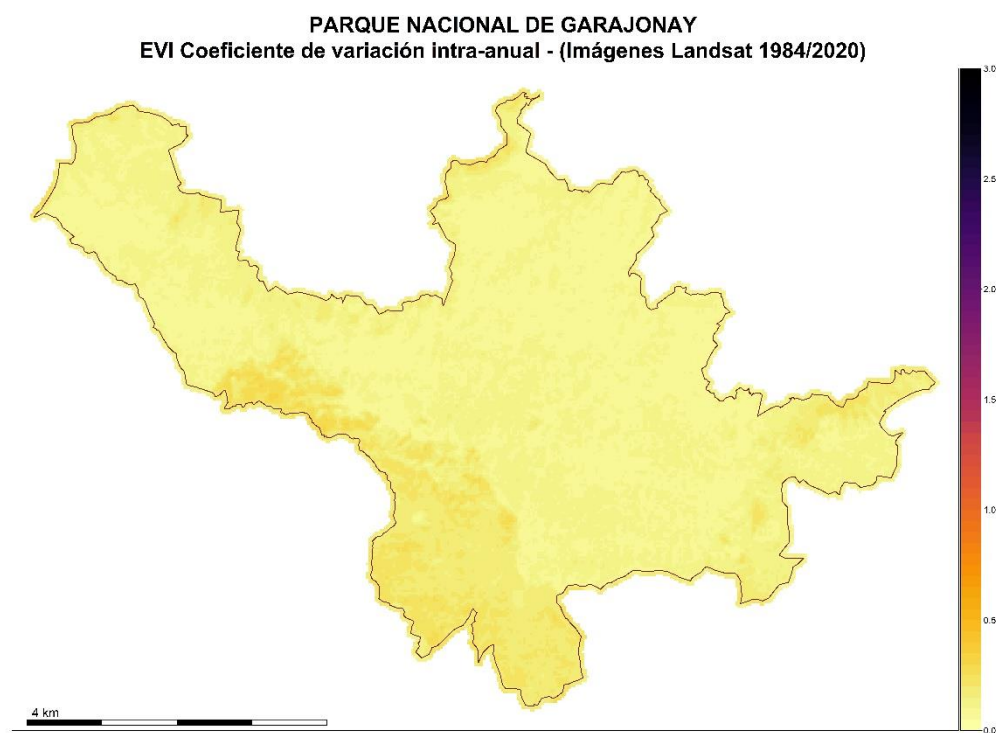 PARQUE NACIONAL DE GARAJONAY
EVI Coeficiente de variación intra-anual - (Imágenes Landsat 1984/2020)
3.0
2.5
2.0
1.5
1.0
0.5
0.0
4 km